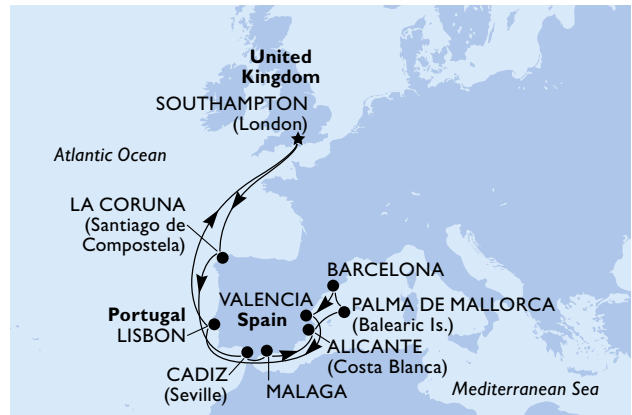 United
Kingdom
SOUTHAMPTON
(London)
Atlantic Ocean
LA CORUNA
(Santiago de
Compostela)
BARCELONA
VALENCIA
PALMA DE MALLORCA
(Balearic Is.)
Portugal
LISBON
Spain
ALICANTE
(Costa Blanca)
CADIZ
(Seville)
MALAGA
Mediterranean Sea